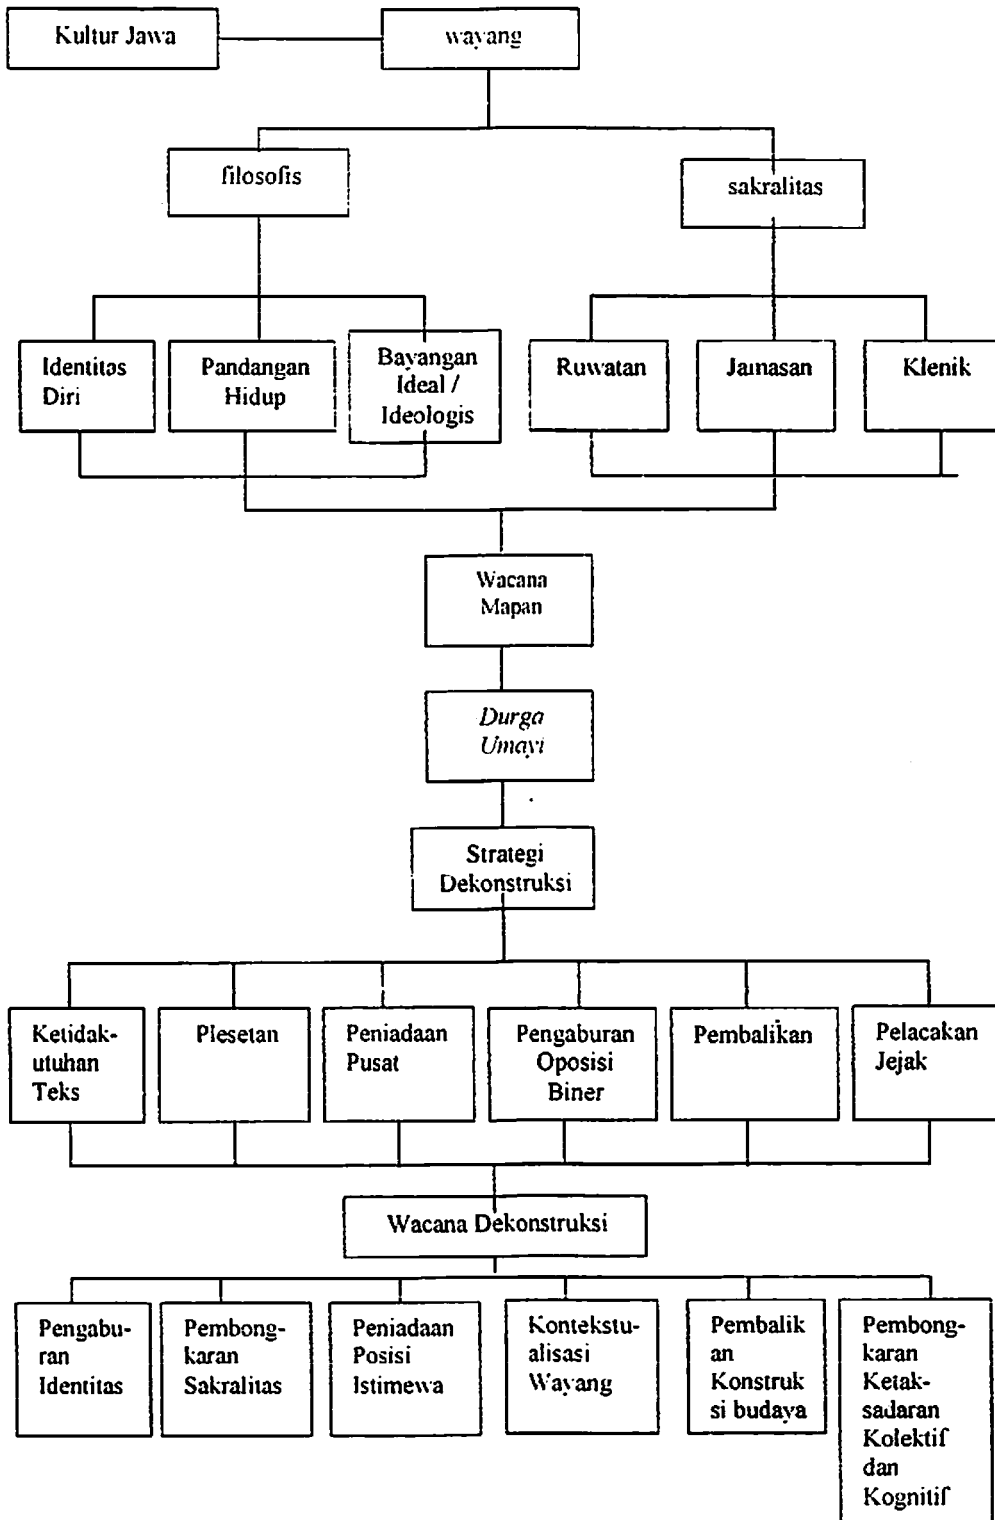 Kultur Jawa
wayang
filosofis
sakralitas
Identitas
Diri
Pandangan
Hidup
Bayangan
Ideal /
Ideologis
Ruwatan
Jamasan
Klenik
Wacana
Mapan
Durga
Umayi
Strategi
Dekonstruksi
Ketidak-
utuhan
Teks
Plesetan
Peniadaan
Pusat
Pengaburan
Oposisi
Biner
Pembalikan
Pelacakan
Jejak
Wacana Dekonstruksi
Pengabu-
ran
Identitas
Pembong-
karan
Sakralitas
Peniadaan
Posisi
Istimewa
Kontekstu-
alisasi
Wayang
Pembalik
an
Konstruk
si budaya
Pembong-
karan
Ketak-
sadaran
Kolektif
dan
Kognitif